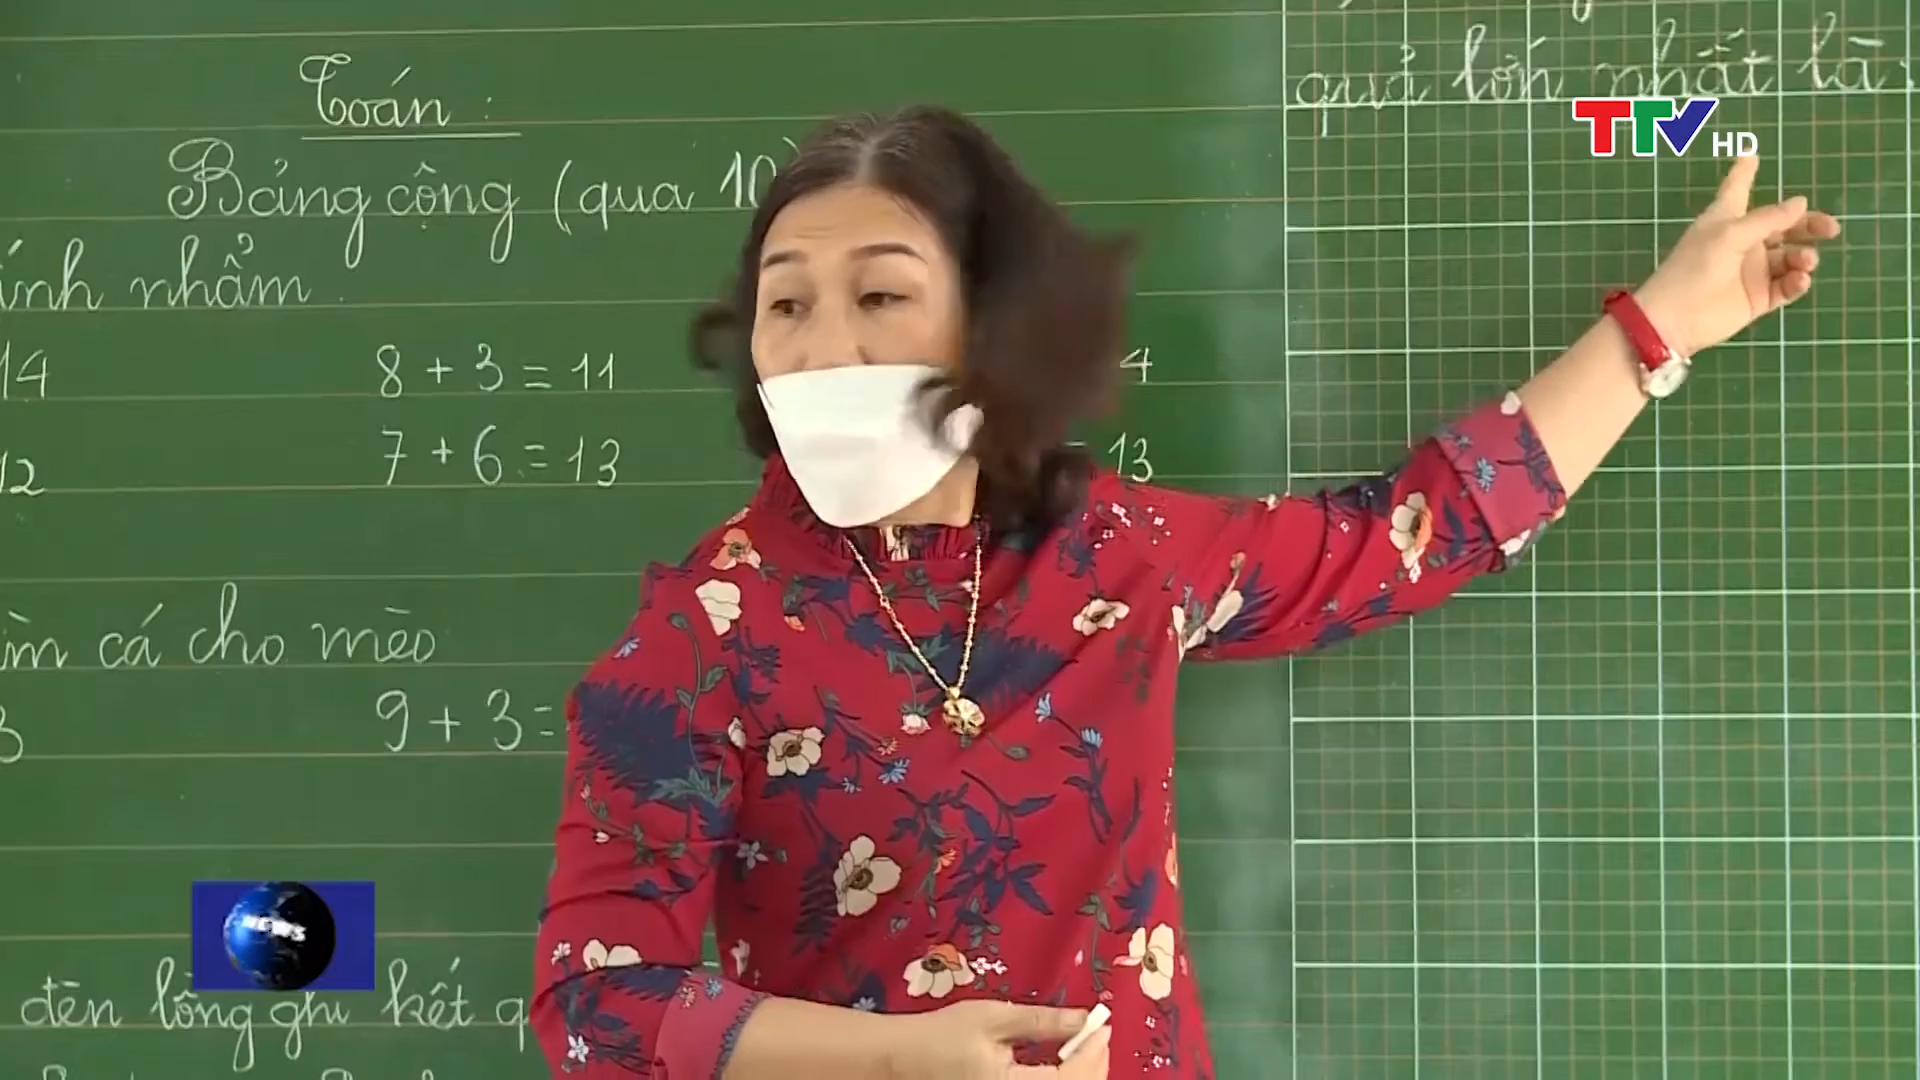 Toán:
Bảng cộng (qua 10)
ính nhẩm
14 8 + 3 = 11 4
12 7 + 6 = 13 = 13
ìm cá cho mèo
3 9 + 3 =
đèn lồng ghi kết q
quả lớn nhất là:
TTV HD
NEWS